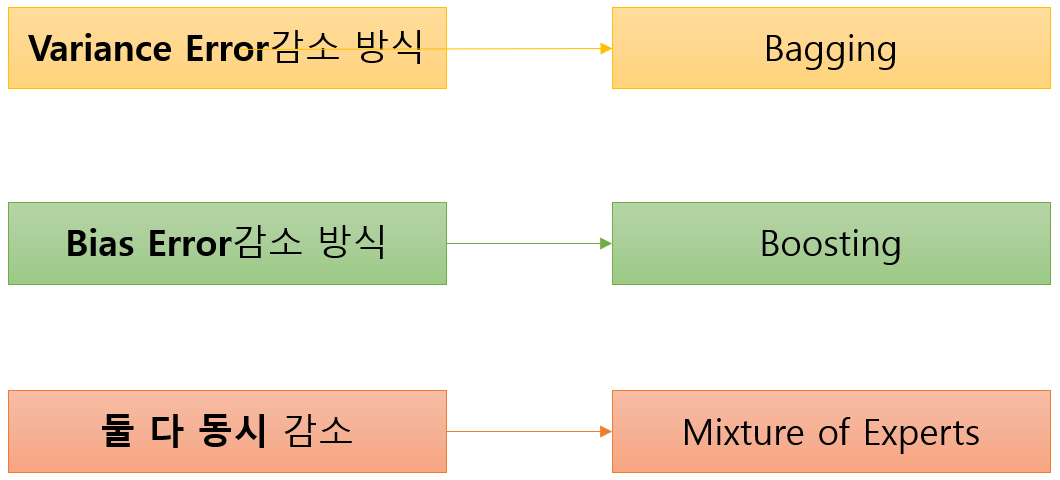 Variance Error감소 방식
Bagging
Bias Error감소 방식
Boosting
둘 다 동시 감소
Mixture of Experts